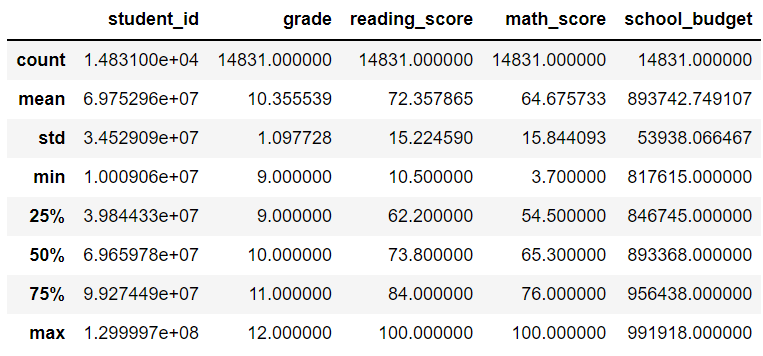 student_id grade reading_score math_score school_budget
count 1.483100e+04 14831.000000 14831.000000 14831.000000 14831.000000
mean 6.975296e+07 10.355539 72.357865 64.675733 893742.749107
std 3.452909e+07 1.097728 15.224590 15.844093 53938.066467
min 1.000906e+07 9.000000 10.500000 3.700000 817615.000000
25% 3.984433e+07 9.000000 62.200000 54.500000 846745.000000
50% 6.965978e+07 10.000000 73.800000 65.300000 893368.000000
75% 9.927449e+07 11.000000 84.000000 76.000000 956438.000000
max 1.299997e+08 12.000000 100.000000 100.000000 991918.000000